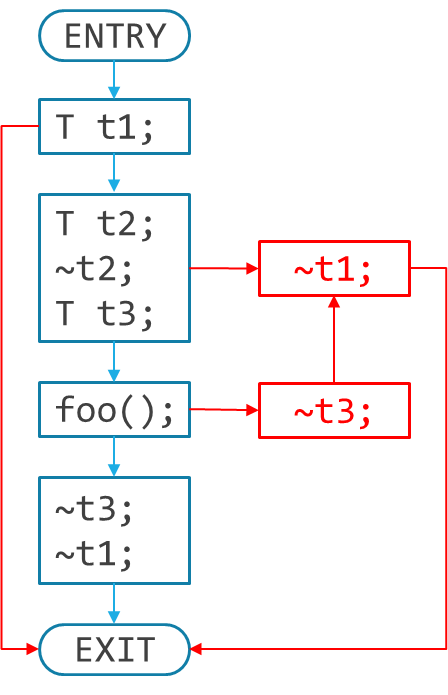 ENTRY
T t1;
T t2;
~t2;
T t3;
~t1;
foo();
~t3;
~t3;
~t1;
EXIT